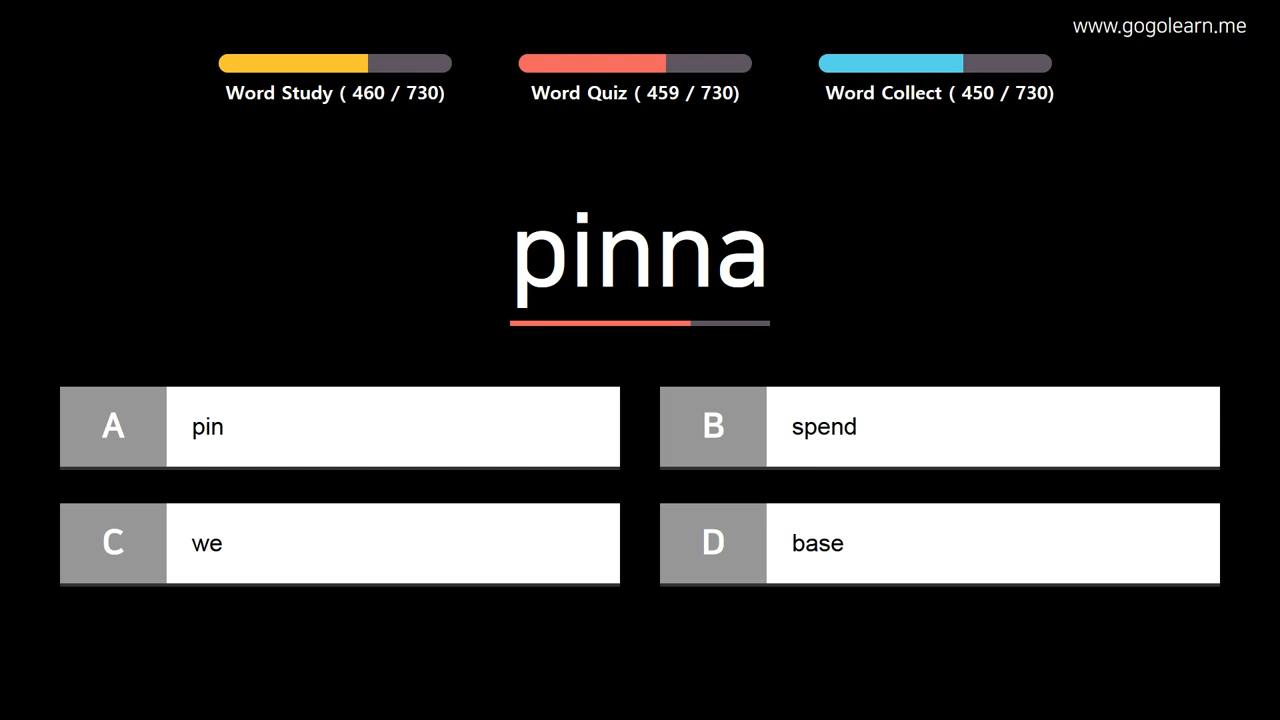 www.gogolearn.me
Word Study ( 460 / 730)
Word Quiz ( 459 / 730)
Word Collect ( 450 / 730)
pinna
A pin
B spend
C we
D base